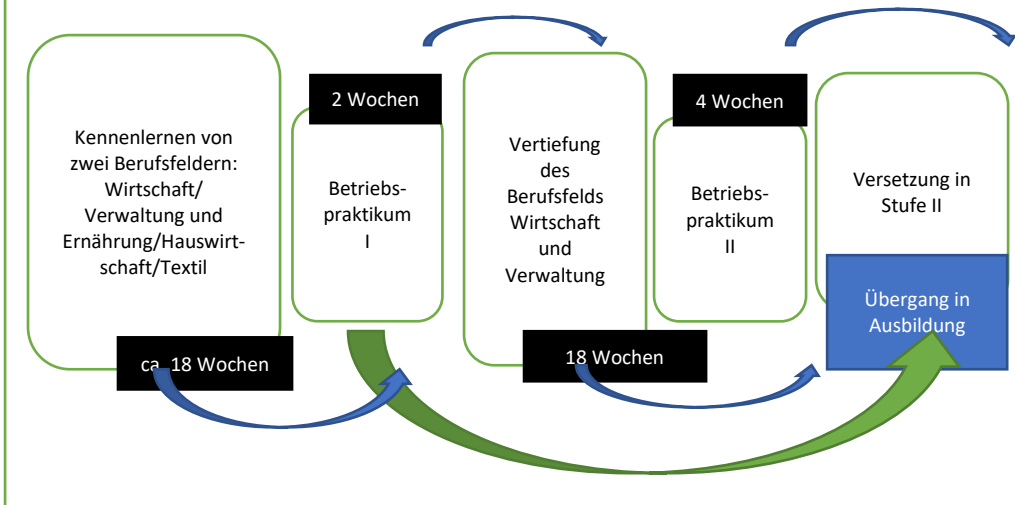 Kennenlernen von
zwei Berufsfeldern:
Wirtschaft/
Verwaltung und
Ernährung/Hauswirt-
schaft/Textil
ca. 18 Wochen
2 Wochen
Betriebs-
praktikum
I
Vertiefung
des
Berufsfelds
Wirtschaft
und
Verwaltung
18 Wochen
4 Wochen
Betriebs-
praktikum
II
Versetzung in
Stufe II
Übergang in
Ausbildung